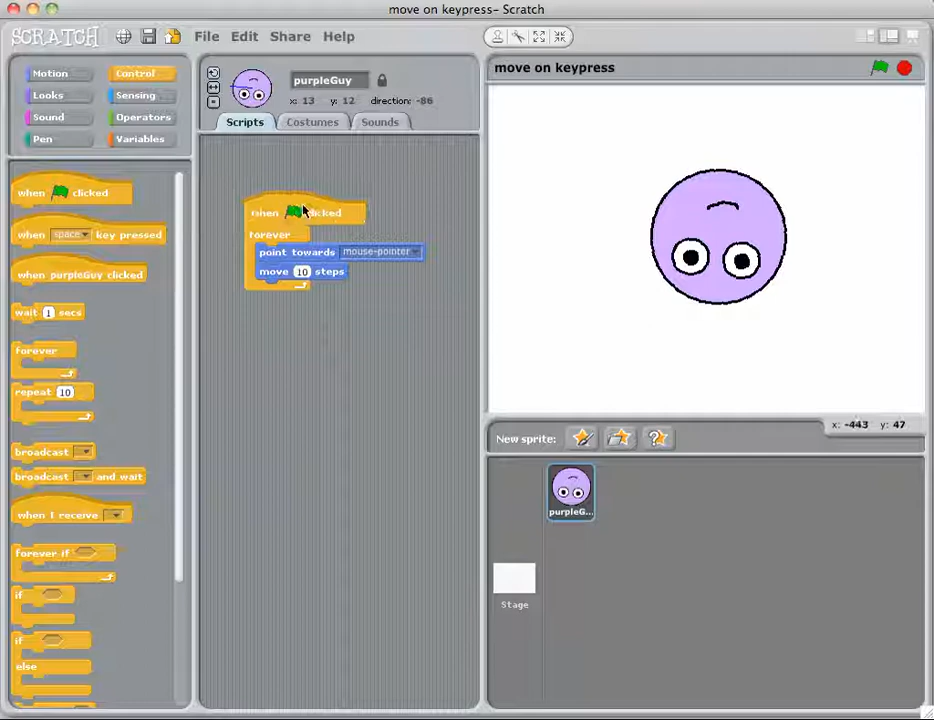 move on keypress- Scratch
SCRATCH File Edit Share Help
Motion Control
Looks Sensing
Sound Operators
Pen Variables
purpleGuy
x: 13 y: 12 direction: -86
Scripts Costumes Sounds
move on keypress
when clicked
when space key pressed
when purpleGuy clicked
wait 1 secs
forever
repeat 10
broadcast
broadcast and wait
when I receive
forever if
if
if
else
when clicked
forever
point towards mouse-pointer
move 10 steps
x: -443 y: 47
New sprite:
purpleG...
Stage